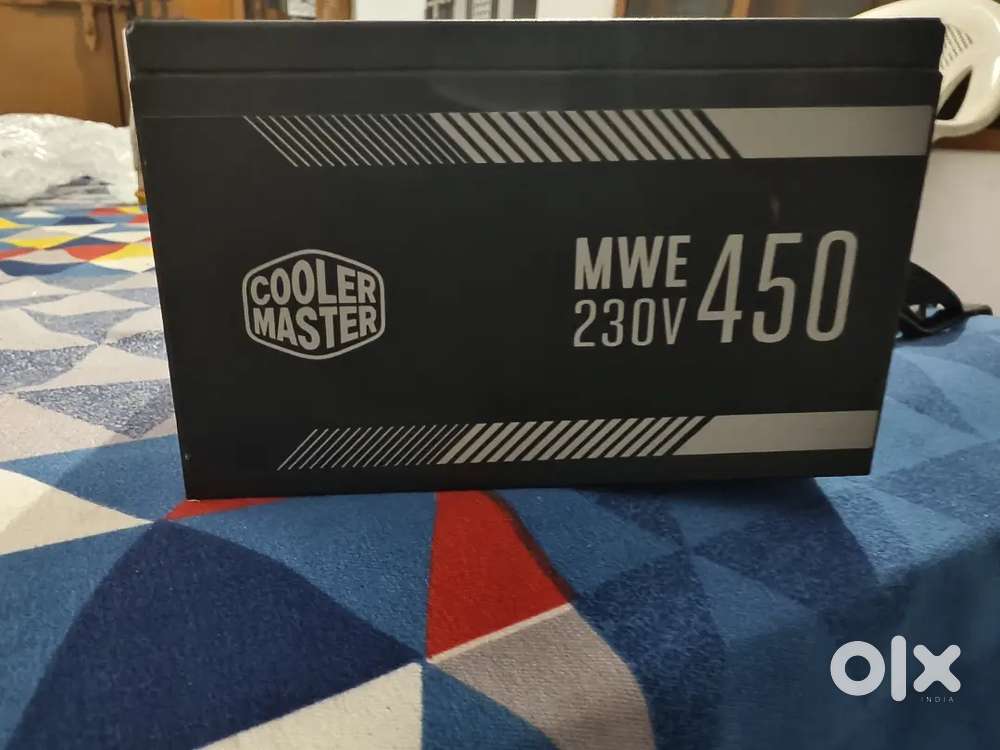 COOLER
MASTER
MWE
230V
450
olx
INDIA